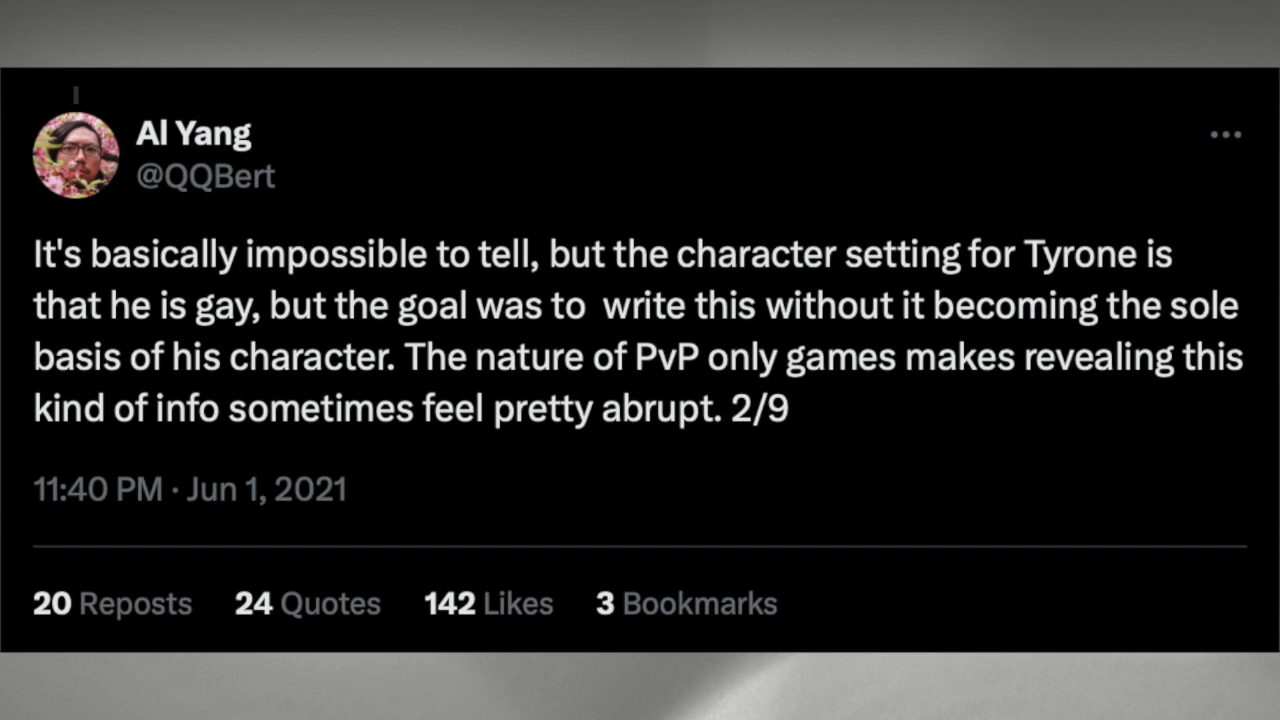 Al Yang
@QQBert
It's basically impossible to tell, but the character setting for Tyrone is
that he is gay, but the goal was to  write this without it becoming the sole
basis of his character. The nature of PvP only games makes revealing this
kind of info sometimes feel pretty abrupt. 2/9
11:40 PM · Jun 1, 2021
20 Reposts 24 Quotes 142 Likes 3 Bookmarks